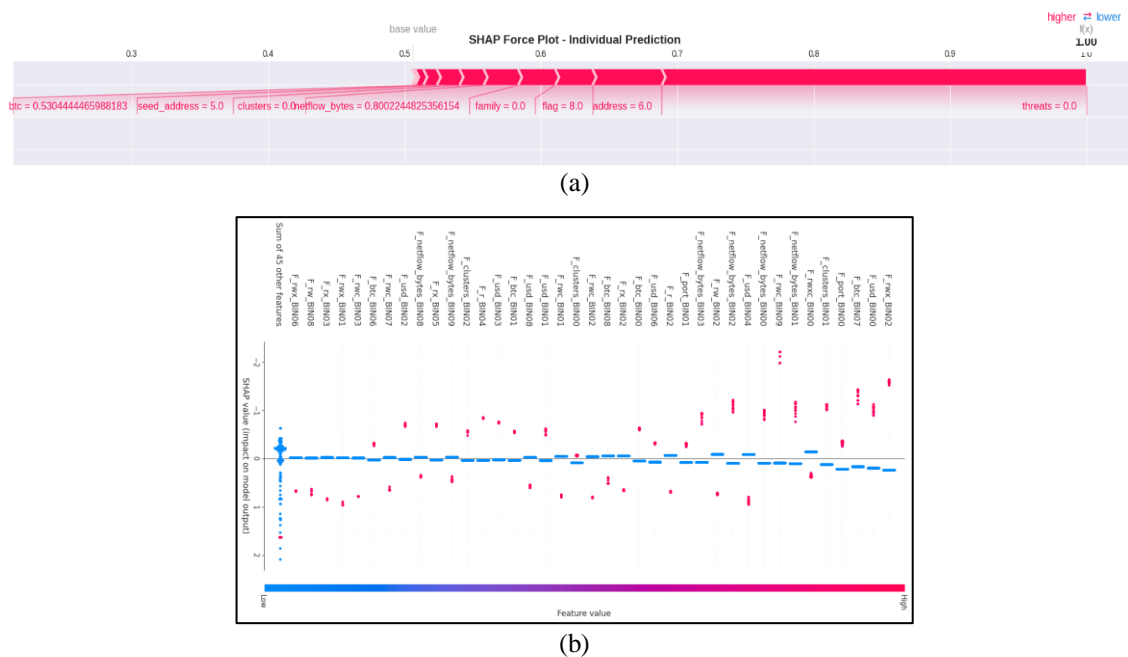 higher ⇄ lower
base value
f(x)
SHAP Force Plot - Individual Prediction
1.00
0.3 0.4 0.5 0.6 0.7 0.8 0.9 1.0
btc = 0.5304444465988183 seed_address = 5.0 clusters = 0.0 netflow_bytes = 0.8002244825356154 family = 0.0 flag = 8.0 address = 6.0 threats = 0.0
(a)
Sum of 45 other features
F_rwx_BIN06
F_rw_BIN08
F_rx_BIN03
F_rwx_BIN01
F_rwc_BIN03
F_btc_BIN06
F_rwc_BIN02
F_usd_BIN02
F_netflow_bytes_BIN08
F_rx_BIN05
F_netflow_bytes_BIN09
F_clusters_BIN02
F_r_BIN04
F_usd_BIN03
F_btc_BIN01
F_usd_BIN08
F_usd_BIN01
F_rwc_BIN01
F_clusters_BIN00
F_rwc_BIN02
F_btc_BIN08
F_rx_BIN02
F_btc_BIN00
F_usd_BIN06
F_r_BIN02
F_port_BIN01
F_netflow_bytes_BIN03
F_rw_BIN02
F_netflow_bytes_BIN02
F_usd_BIN04
F_netflow_bytes_BIN00
F_rwc_BIN09
F_netflow_bytes_BIN01
F_rwxc_BIN00
F_clusters_BIN01
F_port_BIN00
F_btc_BIN07
F_usd_BIN00
F_rwx_BIN02
SHAP value (impact on model output)
−2
−1
0
1
2
Low
High
Feature value
(b)